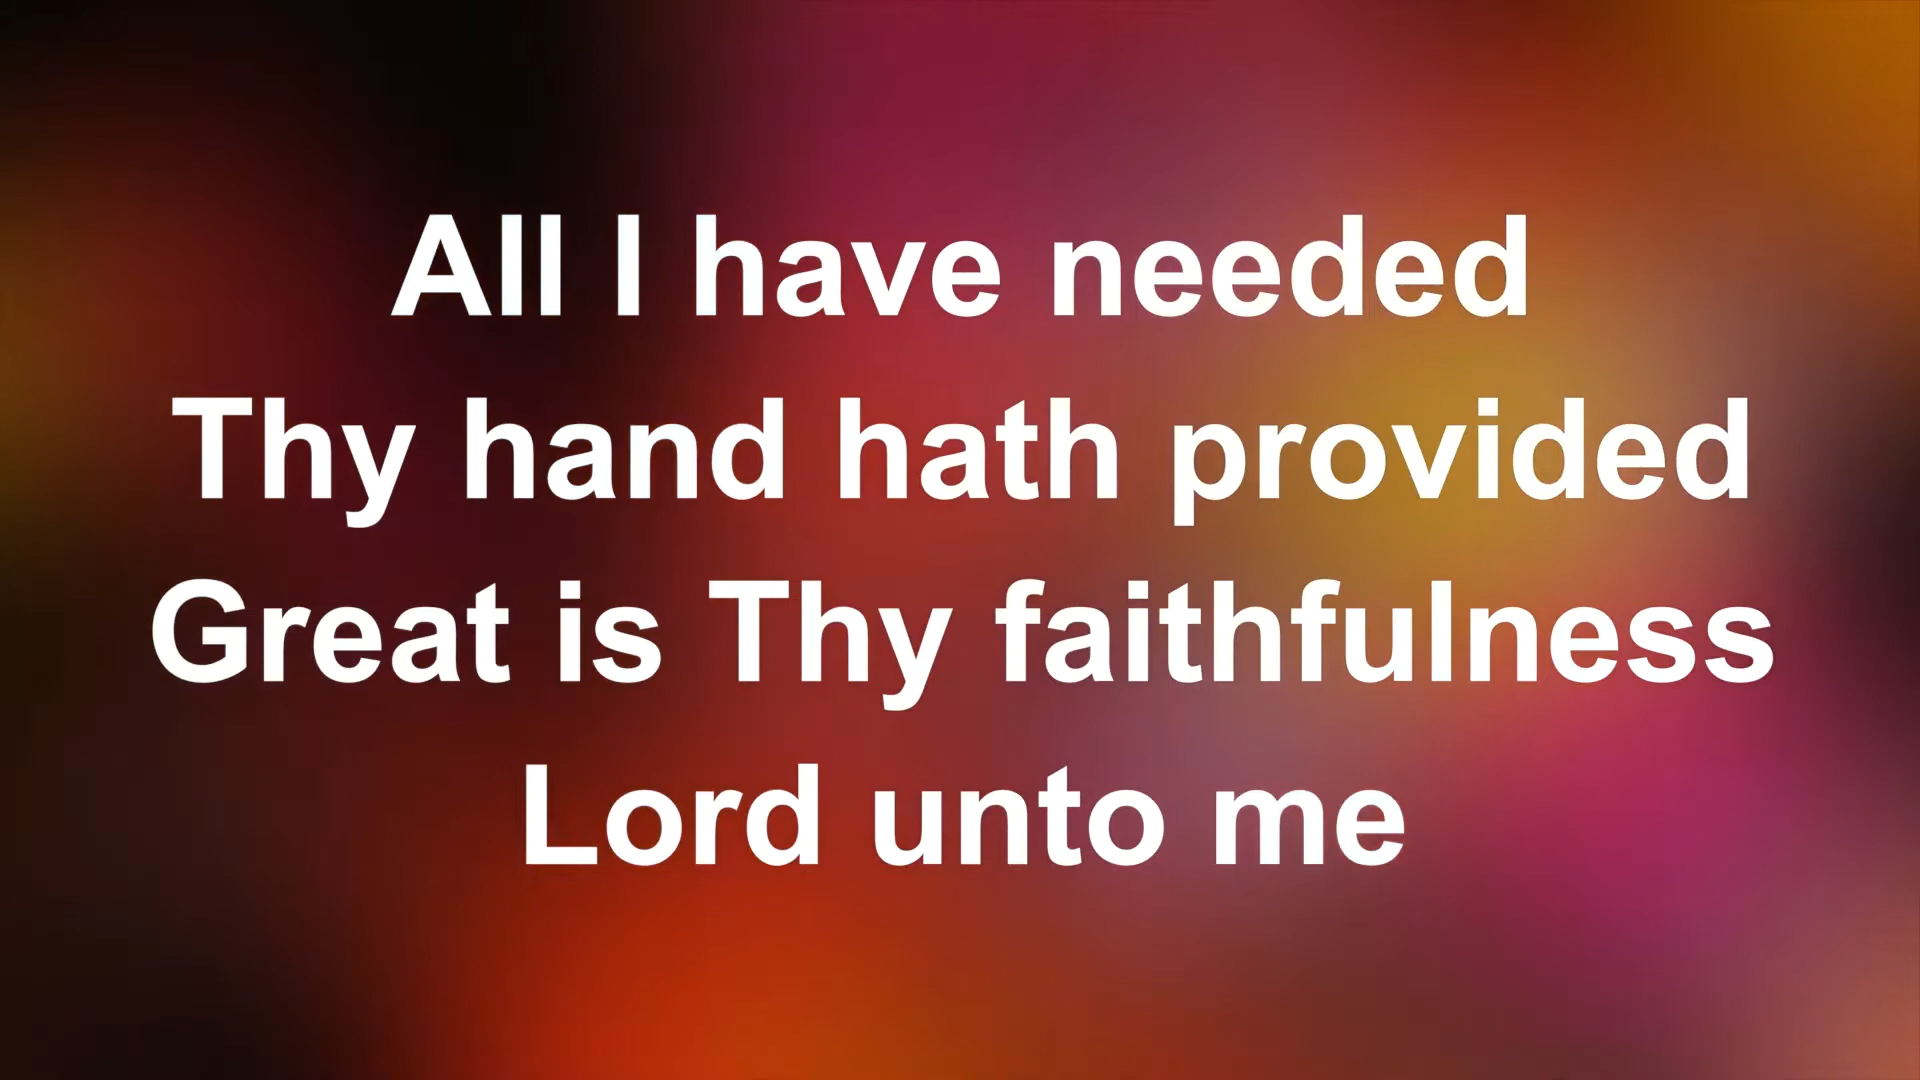 All I have needed
Thy hand hath provided
Great is Thy faithfulness
Lord unto me